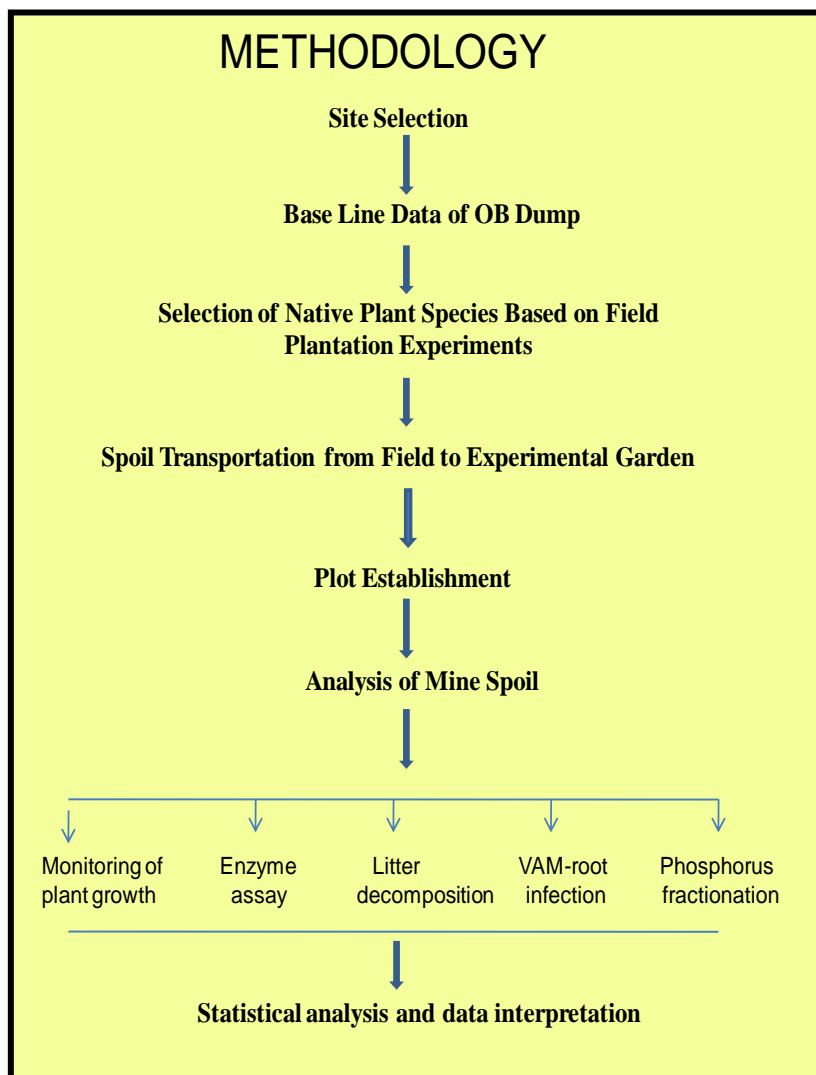 METHODOLOGY
Site Selection
Base Line Data of OB Dump
Selection of Native Plant Species Based on Field
Plantation Experiments
Spoil Transportation from Field to Experimental Garden
Plot Establishment
Analysis of Mine Spoil
Monitoring of
plant growth
Enzyme
assay
Litter
decomposition
VAM-root
infection
Phosphorus
fractionation
Statistical analysis and data interpretation